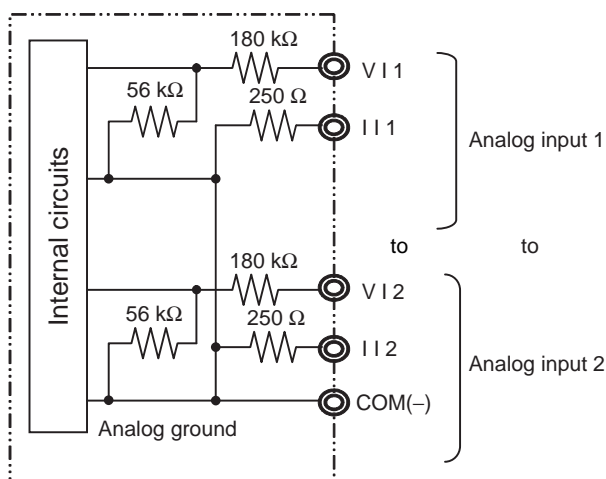 180 kΩ
V I 1
56 kΩ
250 Ω
I I 1
Analog input 1
Internal circuits
to
to
180 kΩ
V I 2
56 kΩ
250 Ω
I I 2
Analog input 2
COM(−)
Analog ground